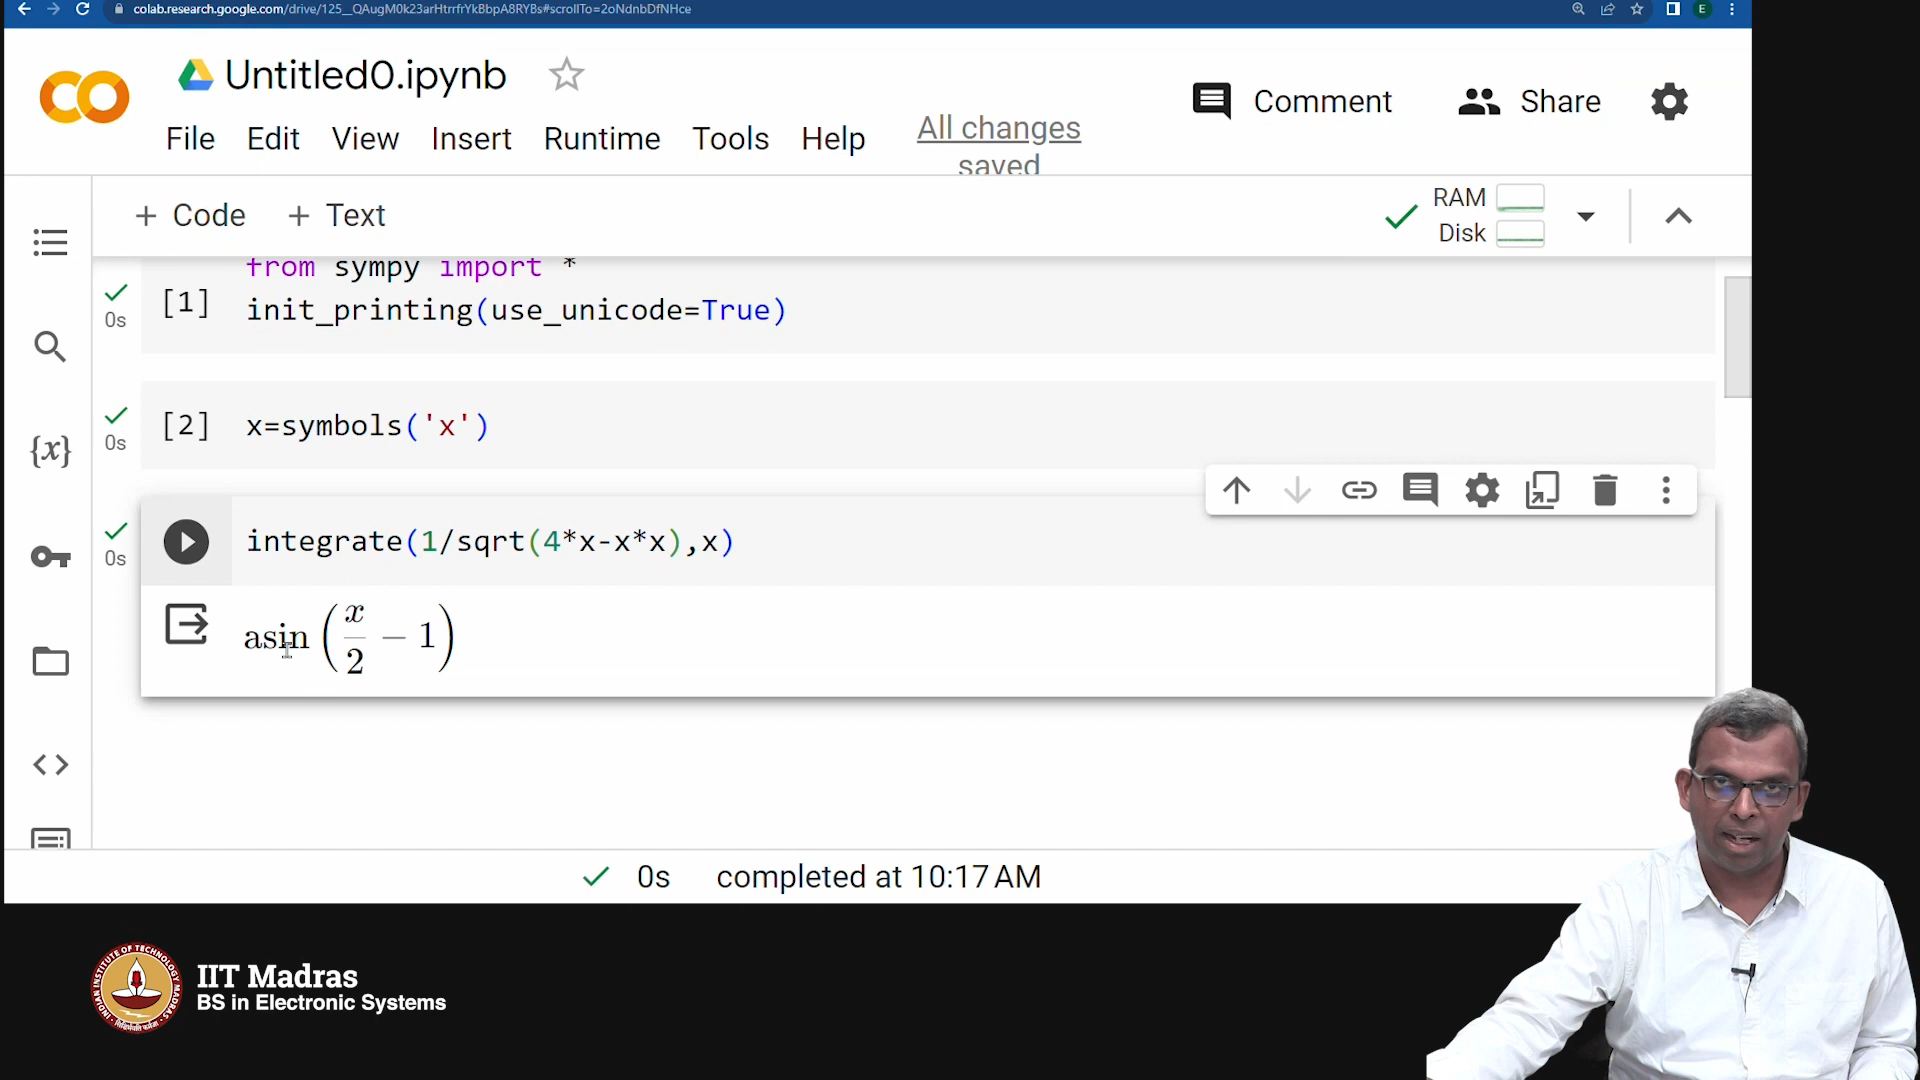 colab.research.google.com/drive/125__QAugM0k23arHtrrfrYkBbpA8RYBs#scrollTo=2oNdnbDfNHce
E
CO Untitled0.ipynb
Comment Share
File Edit View Insert Runtime Tools Help
All changes saved
+ Code + Text
RAM
Disk
from sympy import *
[1] init_printing(use_unicode=True)
0s
[2] x=symbols('x')
0s
{x}
integrate(1/sqrt(4*x-x*x),x)
0s
asin (x/2 − 1)
<>
0s completed at 10:17 AM
IIT Madras
BS in Electronic Systems